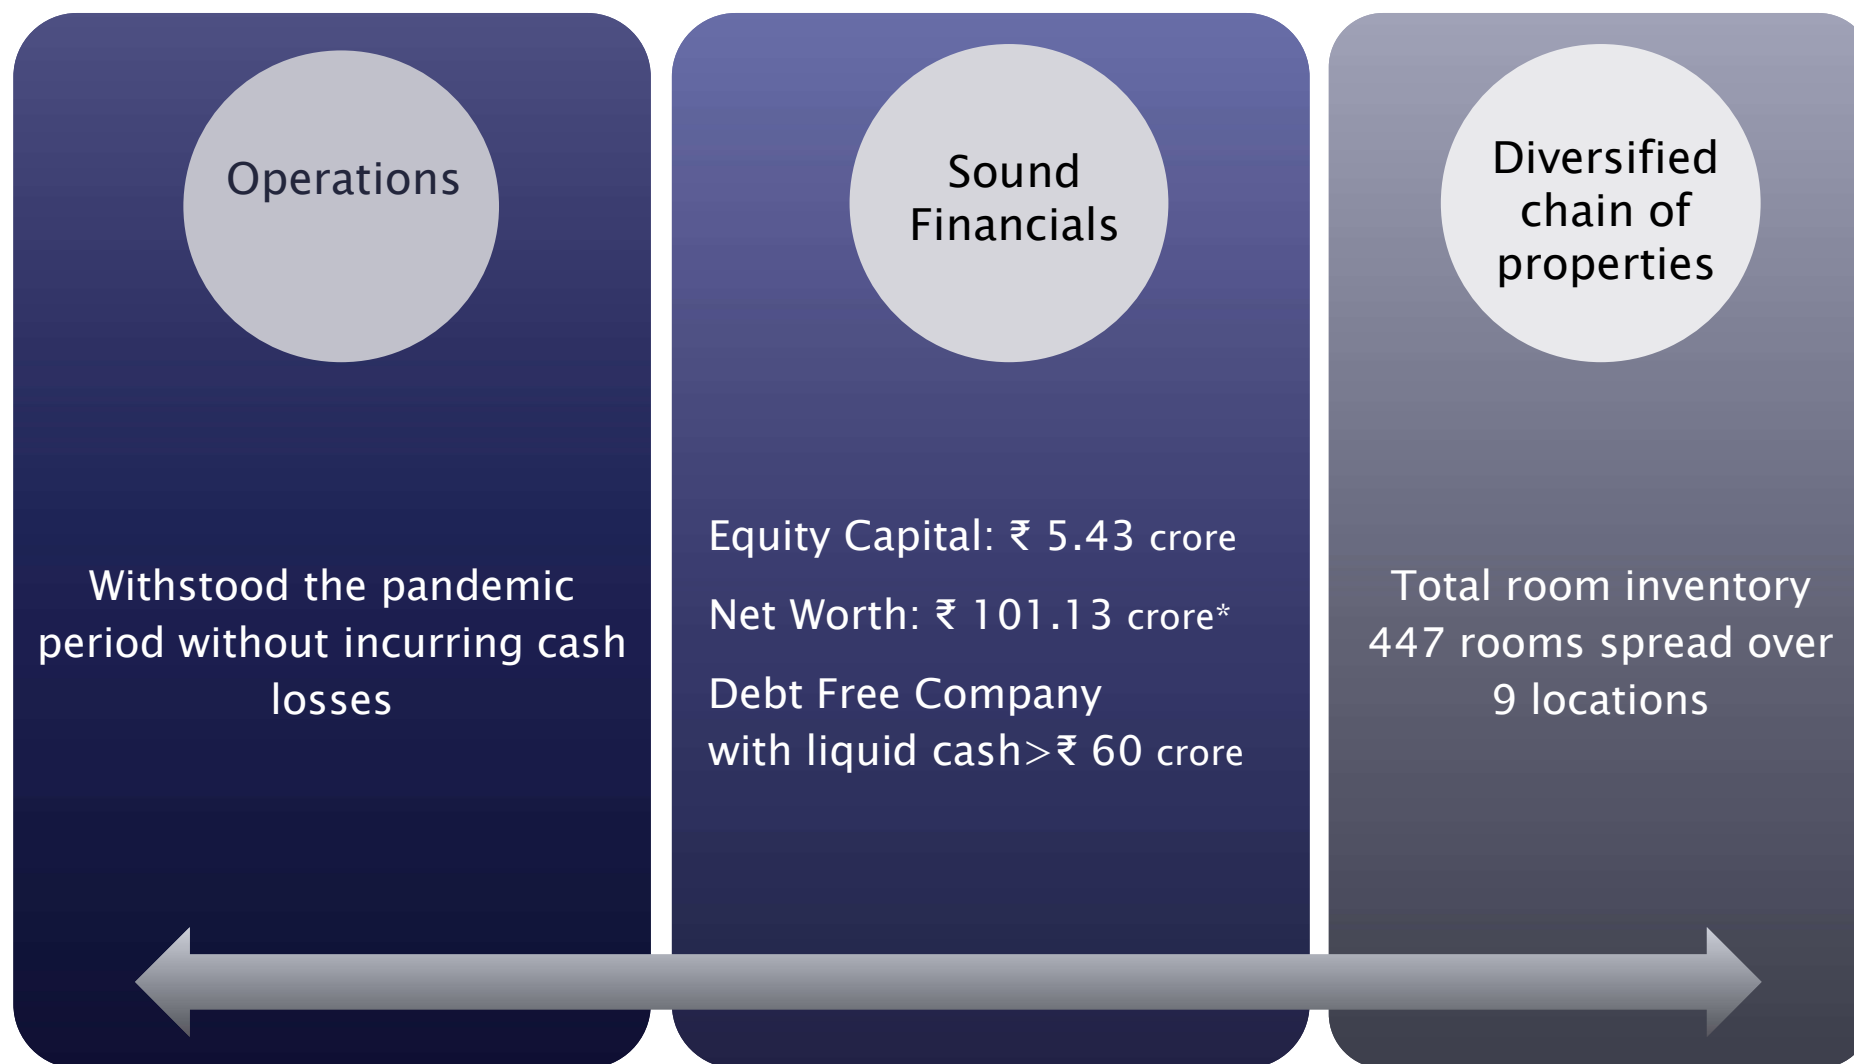 Operations
Withstood the pandemic
period without incurring cash
losses
Sound
Financials
Equity Capital: ₹ 5.43 crore
Net Worth: ₹ 101.13 crore*
Debt Free Company
with liquid cash>₹ 60 crore
Diversified
chain of
properties
Total room inventory
447 rooms spread over
9 locations